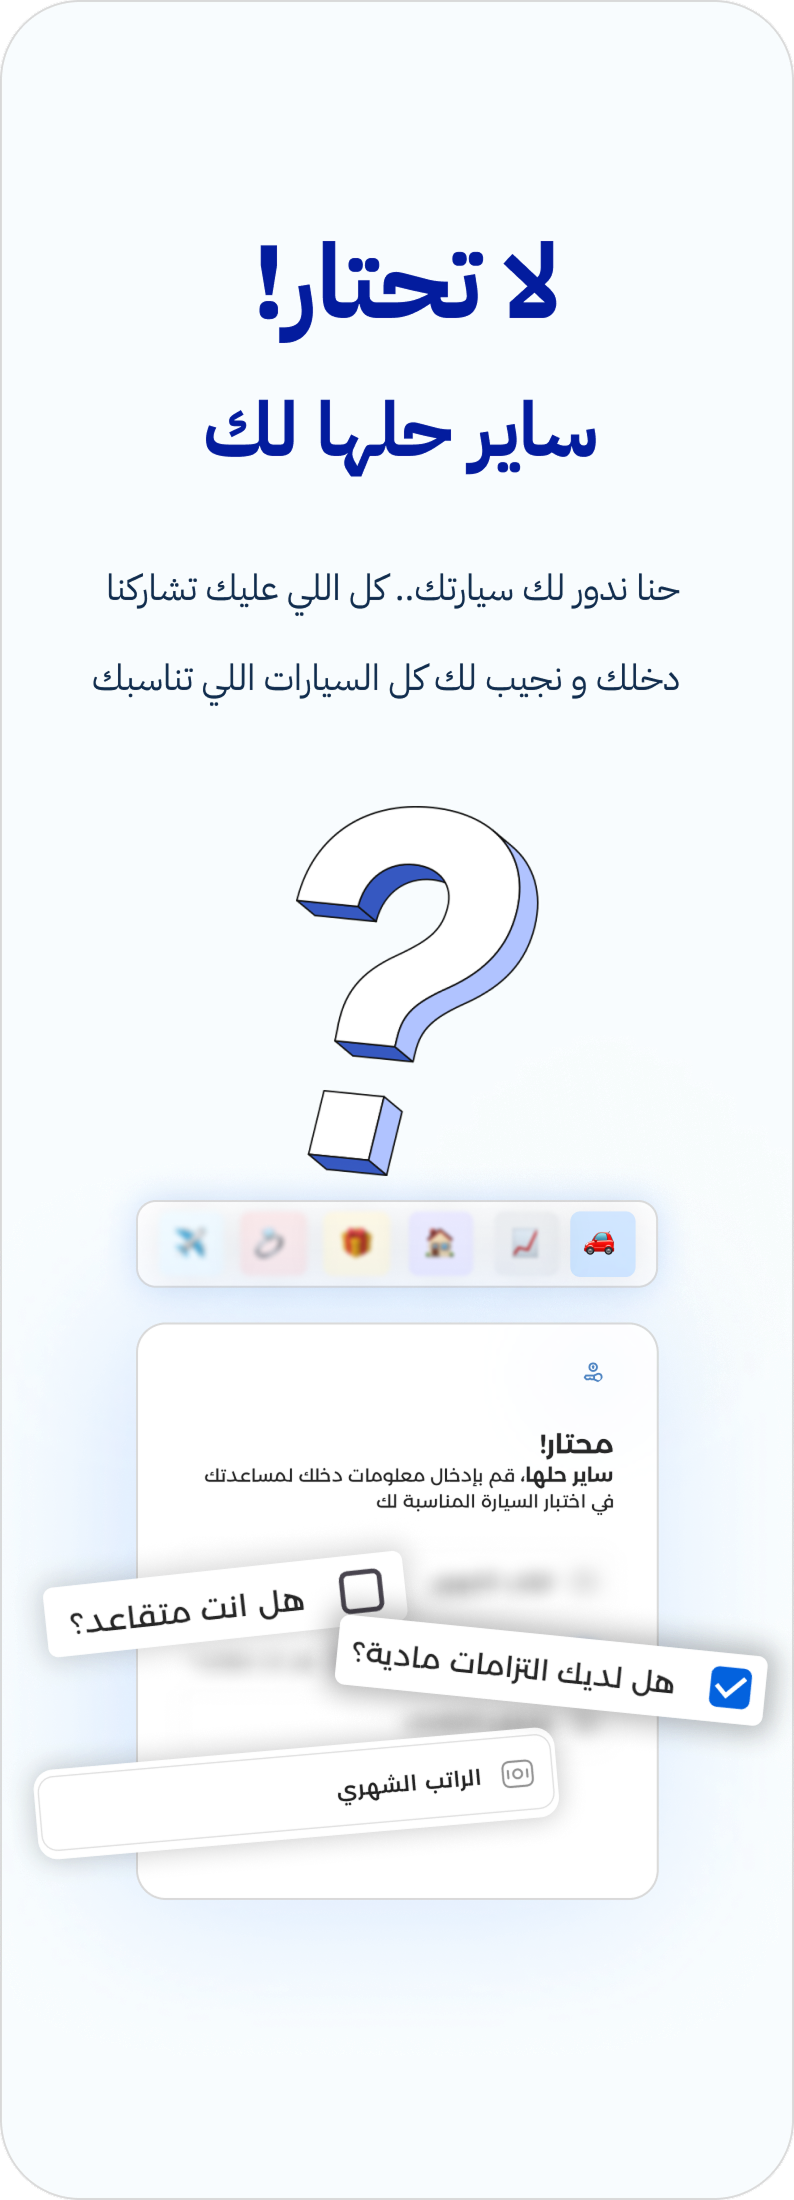 لا تحتار!
ساير حلها لك
حنا ندور لك سيارتك.. كل اللي عليك تشاركنا
دخلك و نجيب لك كل السيارات اللي تناسبك
محتار!
ساير حلها، قم بإدخال معلومات دخلك لمساعدتك
في اختبار السيارة المناسبة لك
هل انت متقاعد؟
هل لديك التزامات مادية؟
الراتب الشهري